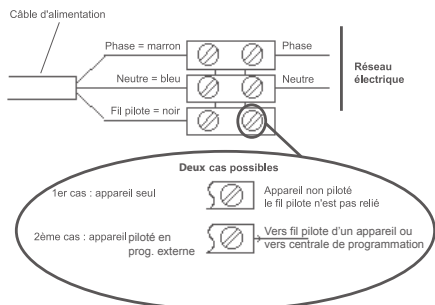 Câble d'alimentation
Phase = marron
Phase
Neutre = bleu
Neutre
Réseau
électrique
Fil pilote = noir
Deux cas possibles
1er cas : appareil seul
Appareil non piloté
le fil pilote n'est pas relié
2ème cas : appareil piloté en
prog. externe
Vers fil pilote d'un appareil ou
vers centrale de programmation